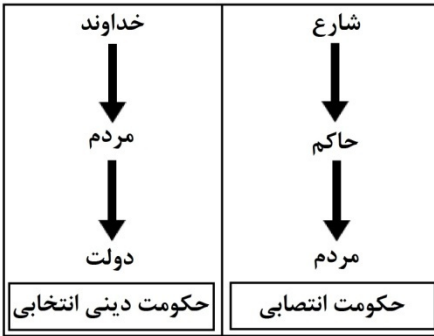 شارع
حاکم
مردم
حکومت انتصابی
خداوند
مردم
دولت
حکومت دینی انتخابی